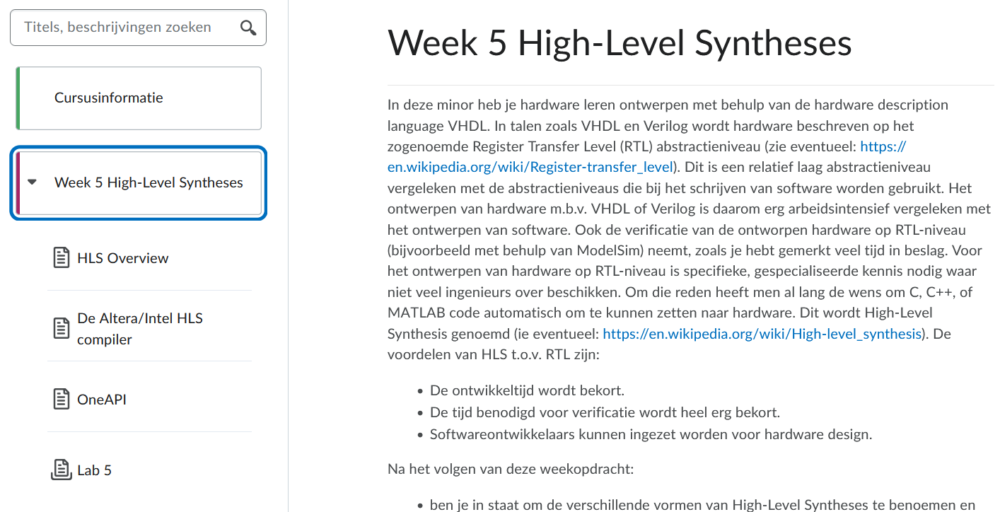 Titels, beschrijvingen zoeken
Cursusinformatie
Week 5 High-Level Syntheses
HLS Overview
De Altera/Intel HLS
compiler
OneAPI
Lab 5
Week 5 High-Level Syntheses
In deze minor heb je hardware leren ontwerpen met behulp van de hardware description
language VHDL. In talen zoals VHDL en Verilog wordt hardware beschreven op het
zogenoemde Register Transfer Level (RTL) abstractieniveau (zie eventueel: https://
en.wikipedia.org/wiki/Register-transfer_level). Dit is een relatief laag abstractieniveau
vergeleken met de abstractieniveaus die bij het schrijven van software worden gebruikt. Het
ontwerpen van hardware m.b.v. VHDL of Verilog is daarom erg arbeidsintensief vergeleken met
het ontwerpen van software. Ook de verificatie van de ontworpen hardware op RTL-niveau
(bijvoorbeeld met behulp van ModelSim) neemt, zoals je hebt gemerkt veel tijd in beslag. Voor
het ontwerpen van hardware op RTL-niveau is specifieke, gespecialiseerde kennis nodig waar
niet veel ingenieurs over beschikken. Om die reden heeft men al lang de wens om C, C++, of
MATLAB code automatisch om te kunnen zetten naar hardware. Dit wordt High-Level
Synthesis genoemd (ie eventueel: https://en.wikipedia.org/wiki/High-level_synthesis). De
voordelen van HLS t.o.v. RTL zijn:
• De ontwikkeltijd wordt bekort.
• De tijd benodigd voor verificatie wordt heel erg bekort.
• Softwareontwikkelaars kunnen ingezet worden voor hardware design.
Na het volgen van deze weekopdracht:
• ben je in staat om de verschillende vormen van High-Level Syntheses te benoemen en